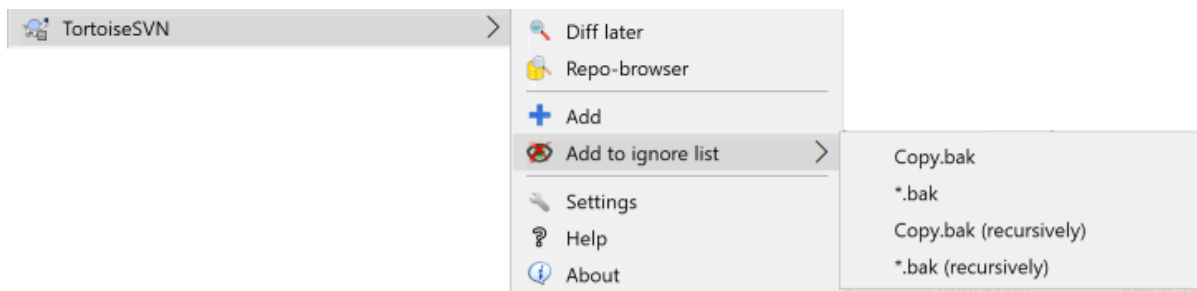 TortoiseSVN
Diff later
Repo-browser
Add
Add to ignore list
Copy.bak
*.bak
Copy.bak (recursively)
*.bak (recursively)
Settings
Help
About